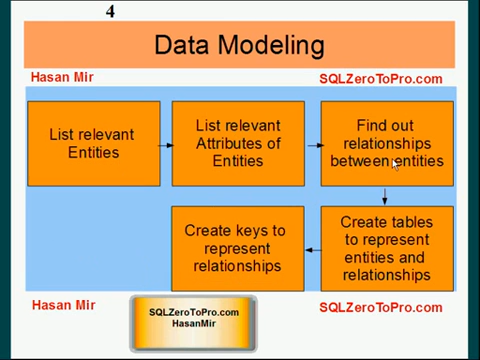 4
Data Modeling
Hasan Mir
SQLZeroToPro.com
List relevant
Entities
List relevant
Attributes of
Entities
Find out
relationships
between entities
Create keys to
represent
relationships
Create tables
to represent
entities and
relationships
Hasan Mir
SQLZeroToPro.com
SQLZeroToPro.com
HasanMir